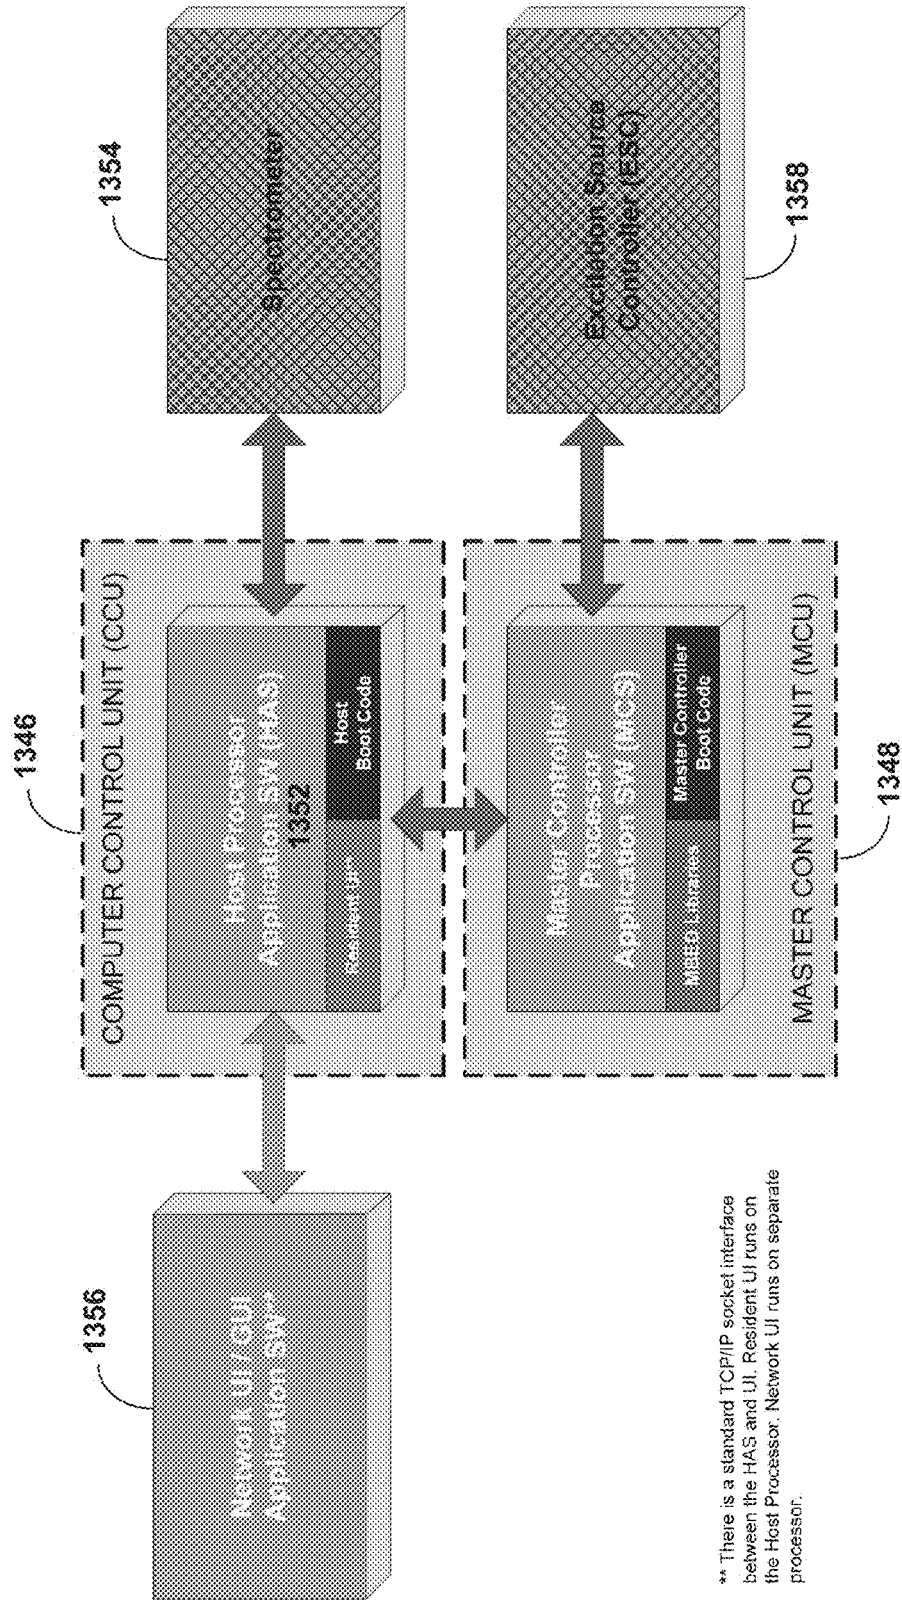 1356
Network UI / GUI
Application SW**
1346
COMPUTER CONTROL UNIT (CCU)
Host Processor
Application SW (HAS)
1352
Resident UI**
Host
Boot Code
1354
Spectrometer
Master Controller
Processor
Application SW (MCS)
MBED Libraries
Master Controller
Boot Code
MASTER CONTROL UNIT (MCU)
1348
Excitation Source
Controller (ESC)
1358
** There is a standard TCP/IP socket interface
between the HAS and UI. Resident UI runs on
the Host Processor. Network UI runs on separate
processor.